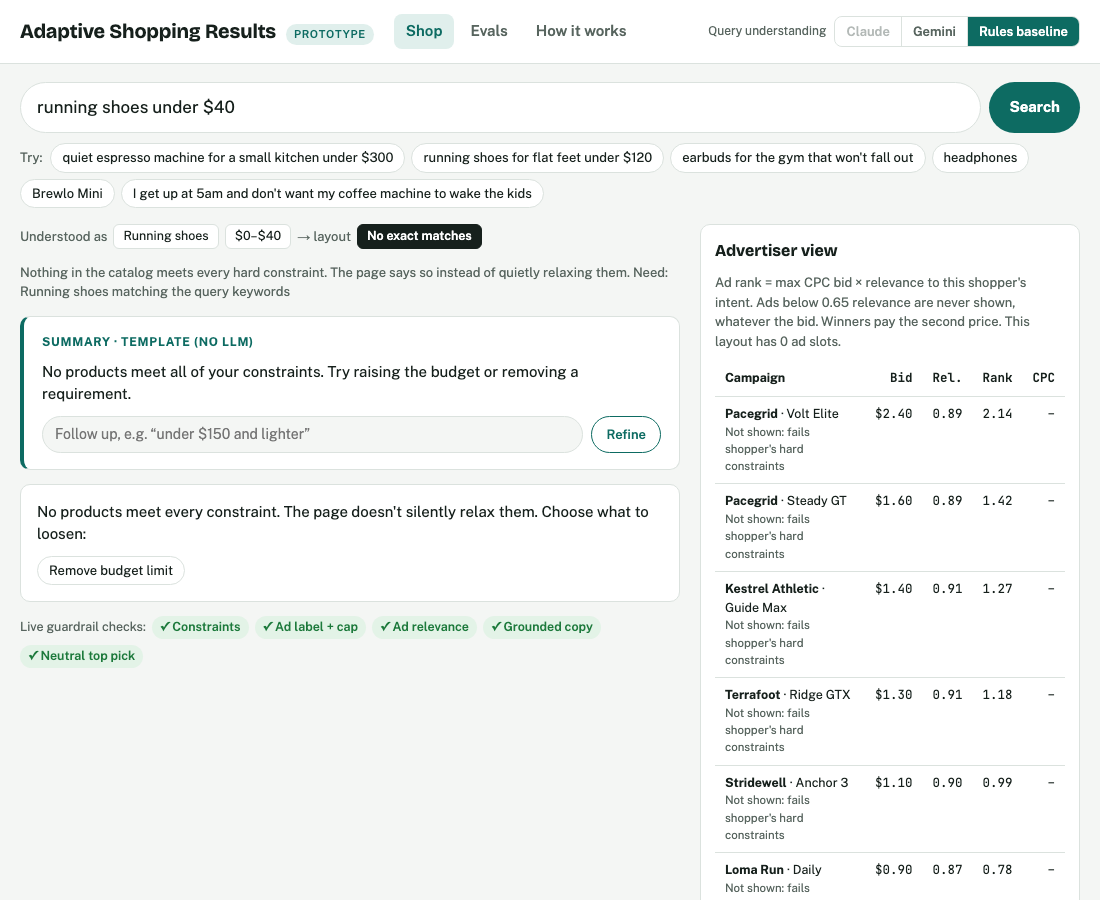 Adaptive Shopping Results PROTOTYPE Shop Evals How it works Query understanding Claude Gemini Rules baseline
running shoes under $40 Search
Try: quiet espresso machine for a small kitchen under $300 running shoes for flat feet under $120 earbuds for the gym that won't fall out headphones
Brewlo Mini I get up at 5am and don't want my coffee machine to wake the kids
Understood as Running shoes $0–$40 → layout No exact matches
Nothing in the catalog meets every hard constraint. The page says so instead of quietly relaxing them. Need:
Running shoes matching the query keywords
SUMMARY · TEMPLATE (NO LLM)
No products meet all of your constraints. Try raising the budget or removing a
requirement.
Follow up, e.g. “under $150 and lighter” Refine
No products meet every constraint. The page doesn't silently relax them. Choose what to
loosen:
Remove budget limit
Live guardrail checks: ✓ Constraints ✓ Ad label + cap ✓ Ad relevance ✓ Grounded copy
✓ Neutral top pick
Advertiser view
Ad rank = max CPC bid × relevance to this shopper's
intent. Ads below 0.65 relevance are never shown,
whatever the bid. Winners pay the second price. This
layout has 0 ad slots.
Campaign Bid Rel. Rank CPC
Pacegrid · Volt Elite $2.40 0.89 2.14 –
Not shown: fails
shopper's hard
constraints
Pacegrid · Steady GT $1.60 0.89 1.42 –
Not shown: fails
shopper's hard
constraints
Kestrel Athletic · $1.40 0.91 1.27 –
Guide Max
Not shown: fails
shopper's hard
constraints
Terrafoot · Ridge GTX $1.30 0.91 1.18 –
Not shown: fails
shopper's hard
constraints
Stridewell · Anchor 3 $1.10 0.90 0.99 –
Not shown: fails
shopper's hard
constraints
Loma Run · Daily $0.90 0.87 0.78 –
Not shown: fails